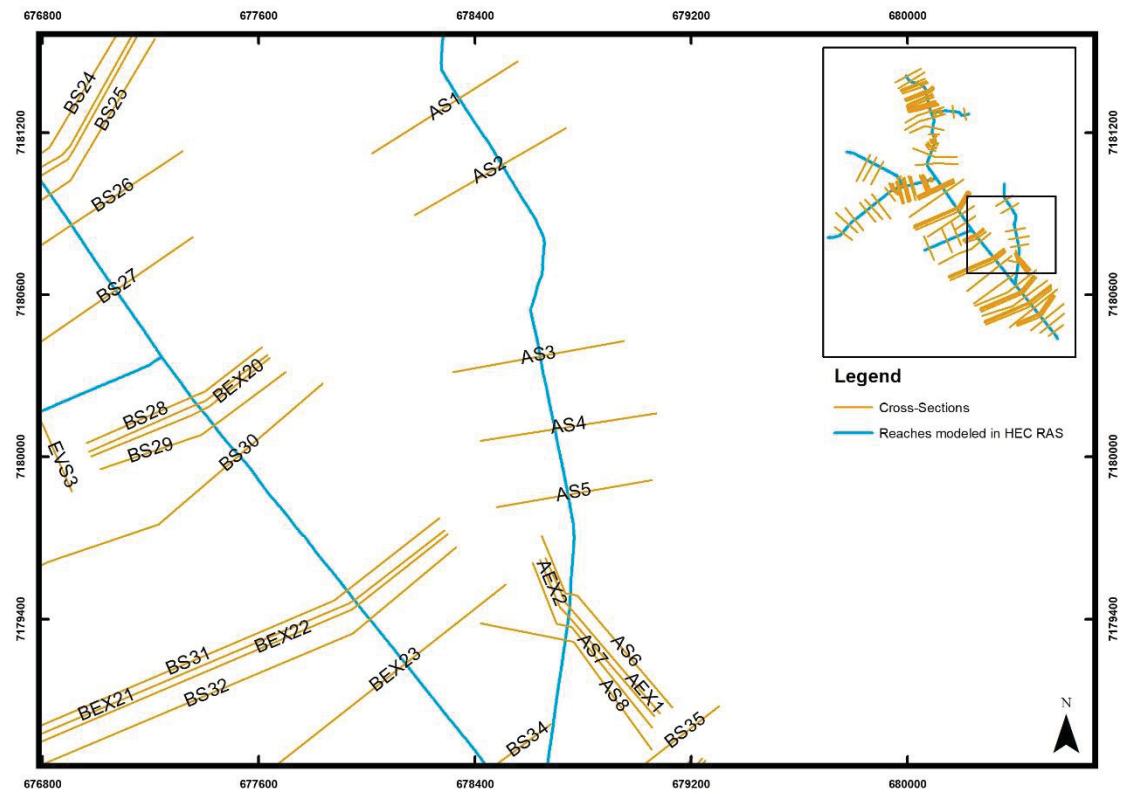 676800 677600 678400 679200 680000
7181200
7180600
7180000
7179400
BS24
BS25
BS26
BS27
BS28
BEX20
BS29
BS30
EVS3
AS1
AS2
AS3
AS4
AS5
AEX2
AS6
AS7
AEX1
AS8
BS31
BEX22
BEX21
BS32
BEX23
BS34
BS35
Legend
Cross-Sections
Reaches modeled in HEC RAS
N
7181200
7180600
7180000
7179400
676800 677600 678400 679200 680000